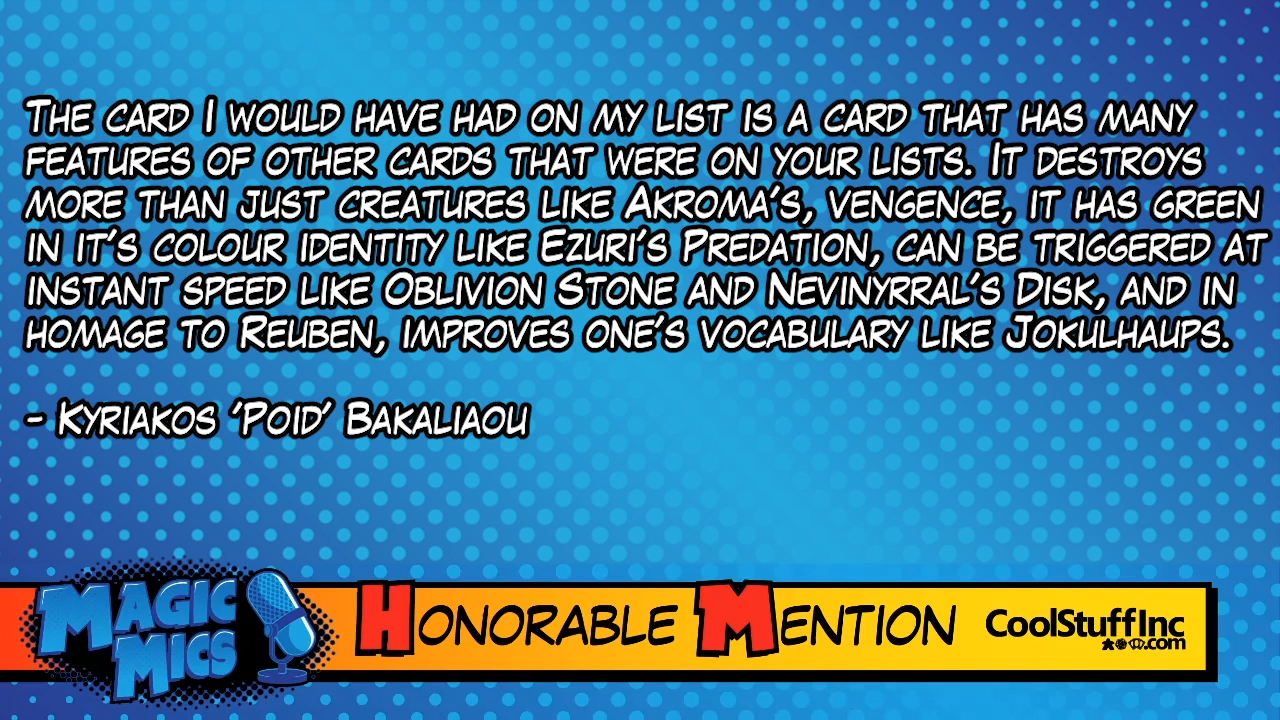 The card I would have had on my list is a card that has many
features of other cards that were on your lists. It destroys
more than just creatures like Akroma's, vengence, it has green
in it's colour identity like Ezuri's Predation, can be triggered at
instant speed like Oblivion Stone and Nevinyrral's Disk, and in
homage to Reuben, improves one's vocabulary like Jokulhaups.
- Kyriakos 'Poid' Bakaliaou
Magic
Mics
Honorable Mention
CoolStuffInc
.com